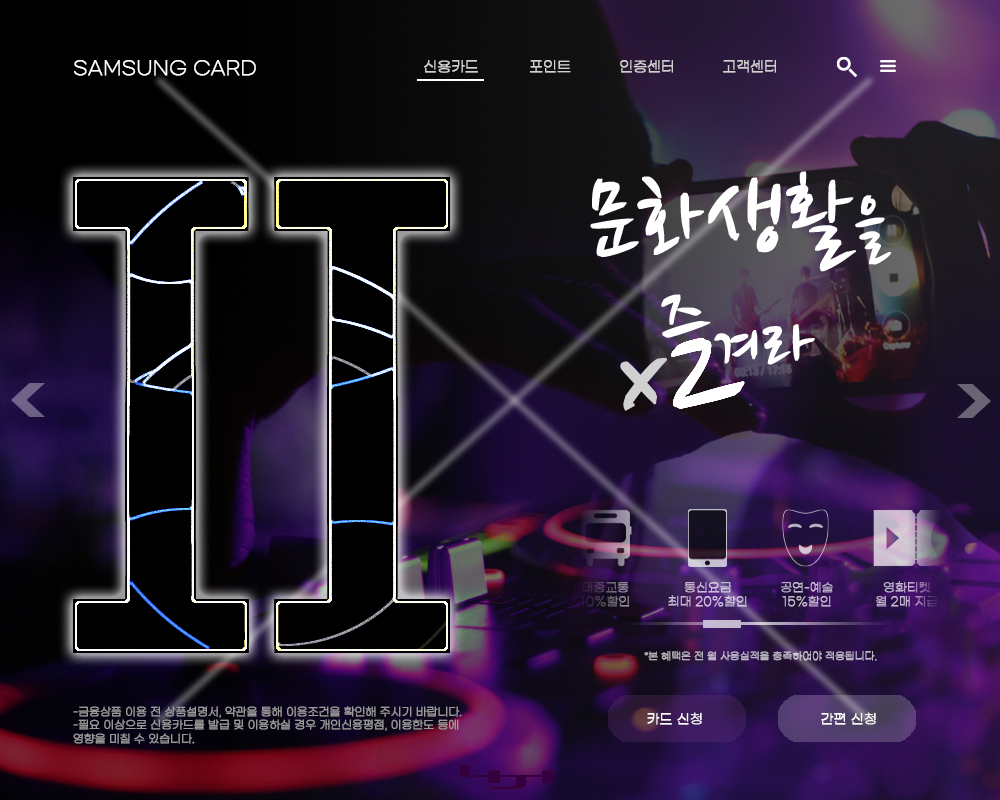 SAMSUNG CARD
신용카드 포인트 인증센터 고객센터
II
문화생활을
x즐겨라
대중교통 통신요금 공연-예술 영화티켓
10%할인 최대 20%할인 15%할인 월 2매 지급
*본 혜택은 전 월 사용실적을 충족하여야 적용됩니다.
카드 신청 간편 신청
-금융상품 이용 전 상품설명서, 약관을 통해 이용조건을 확인해 주시기 바랍니다.
-필요 이상으로 신용카드를 발급 및 이용하실 경우 개인신용평점, 이용한도 등에
영향을 미칠 수 있습니다.